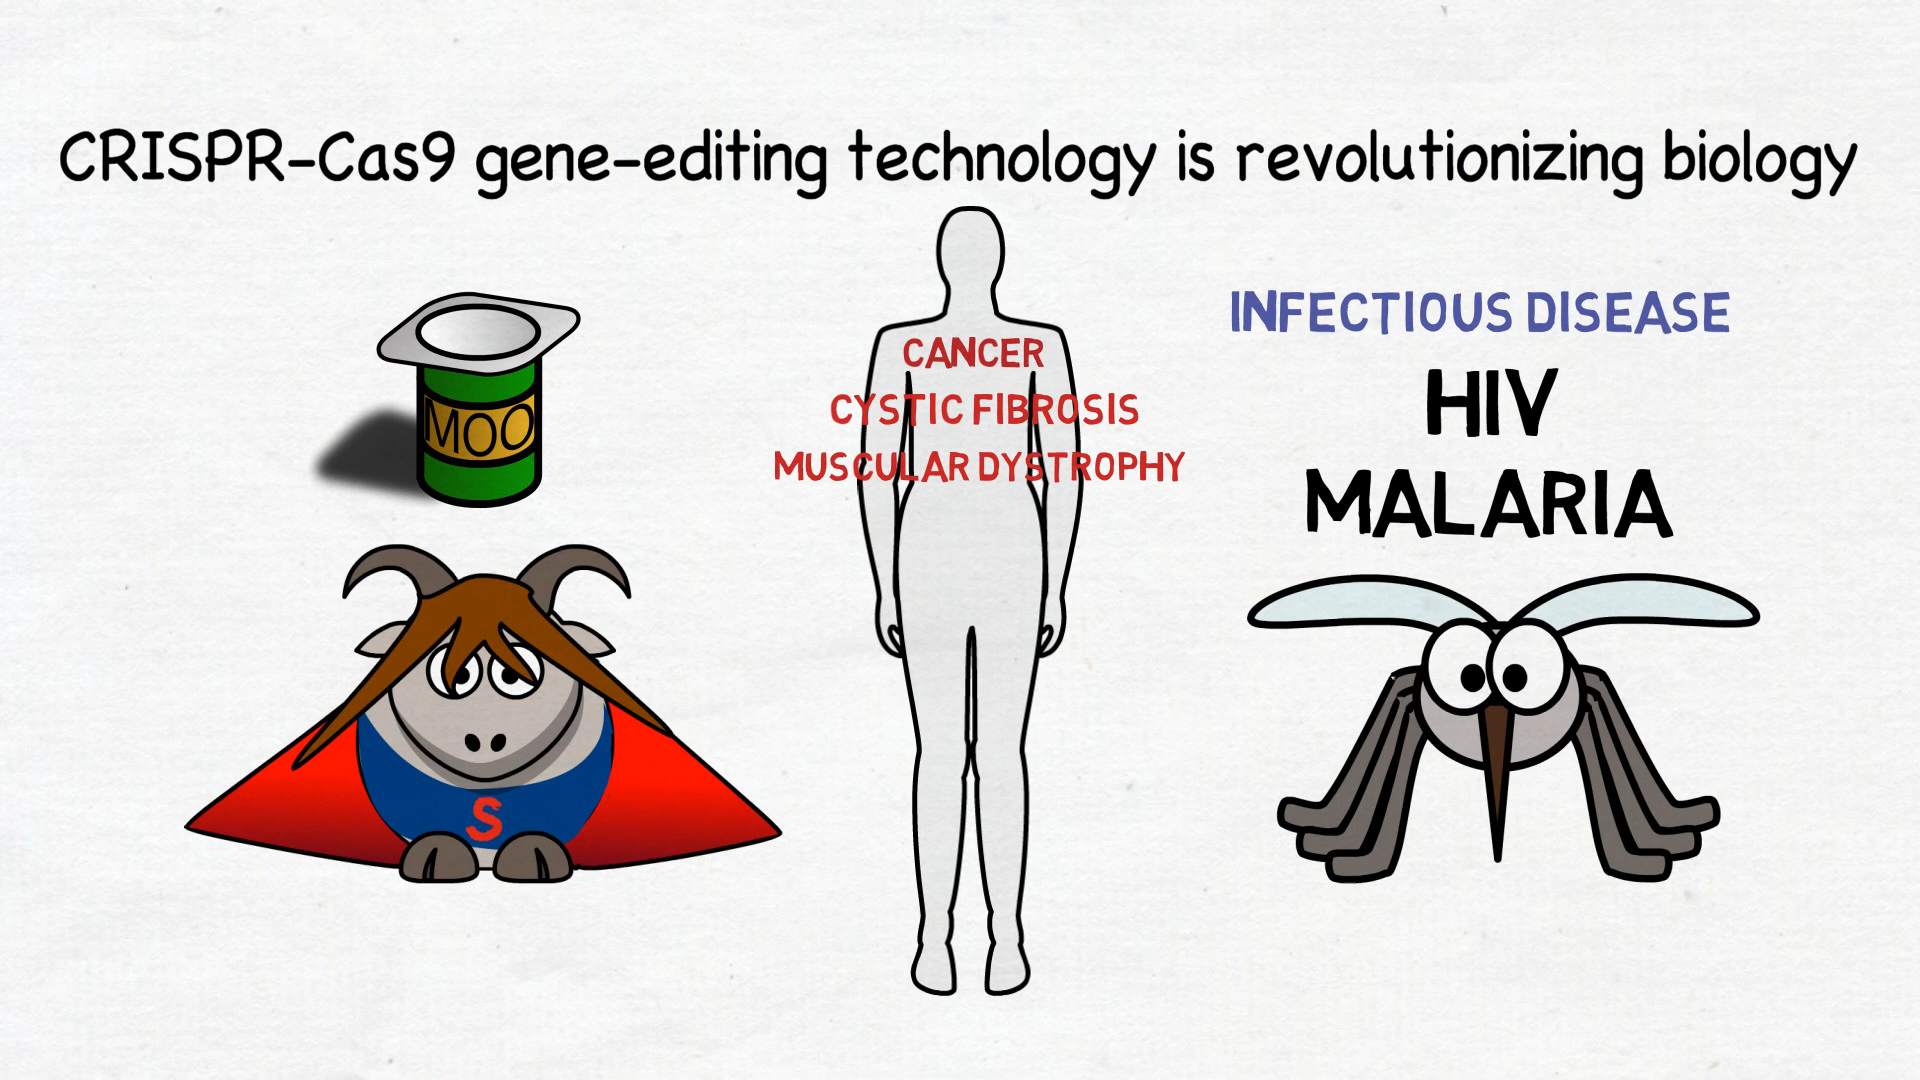 CRISPR-Cas9 gene-editing technology is revolutionizing biology
MOO
S
CANCER
CYSTIC FIBROSIS
MUSCULAR DYSTROPHY
INFECTIOUS DISEASE
HIV
MALARIA